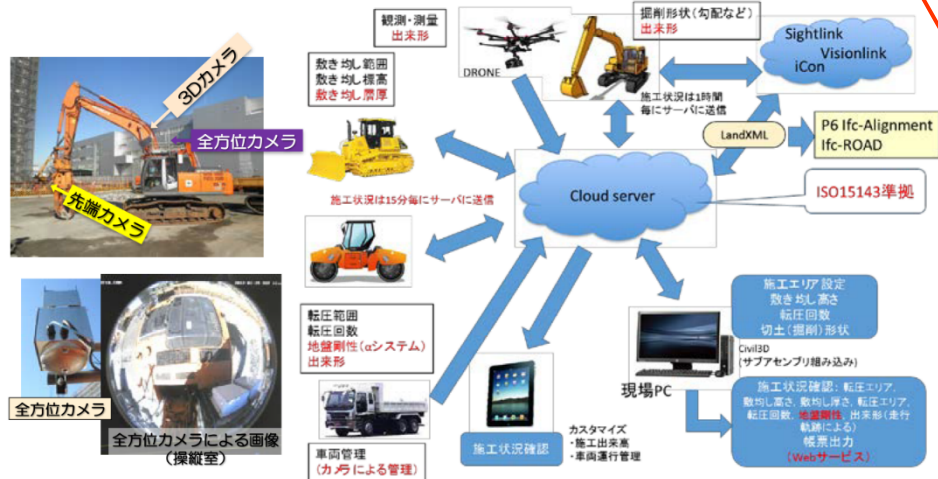 3Dカメラ
全方位カメラ
先端カメラ
全方位カメラ
全方位カメラによる画像
(操縦室)
観測・測量
出来形
DRONE
掘削形状(勾配など)
出来形
敷き均し範囲
敷き均し標高
敷き均し層厚
施工状況は1時間
毎にサーバに送信
Sightlink
Visionlink
iCon
LandXML
P6 Ifc-Alignment
Ifc-ROAD
Cloud server
ISO15143準拠
施工状況は15分毎にサーバに送信
転圧範囲
転圧回数
地盤剛性(αシステム)
出来形
車両管理
(カメラによる管理)
施工状況確認
カスタマイズ
・施工出来高
・車両運行管理
現場PC
Civil3D
(サブアセンブリ組み込み)
施工エリア設定
敷き均し高さ
転圧回数
切土(掘削)形状
施工状況確認:転圧エリア,
敷均し高さ, 敷均し厚さ, 転圧エリア,
転圧回数, 地盤剛性, 出来形(走行
軌跡による)
帳票出力
(Webサービス)